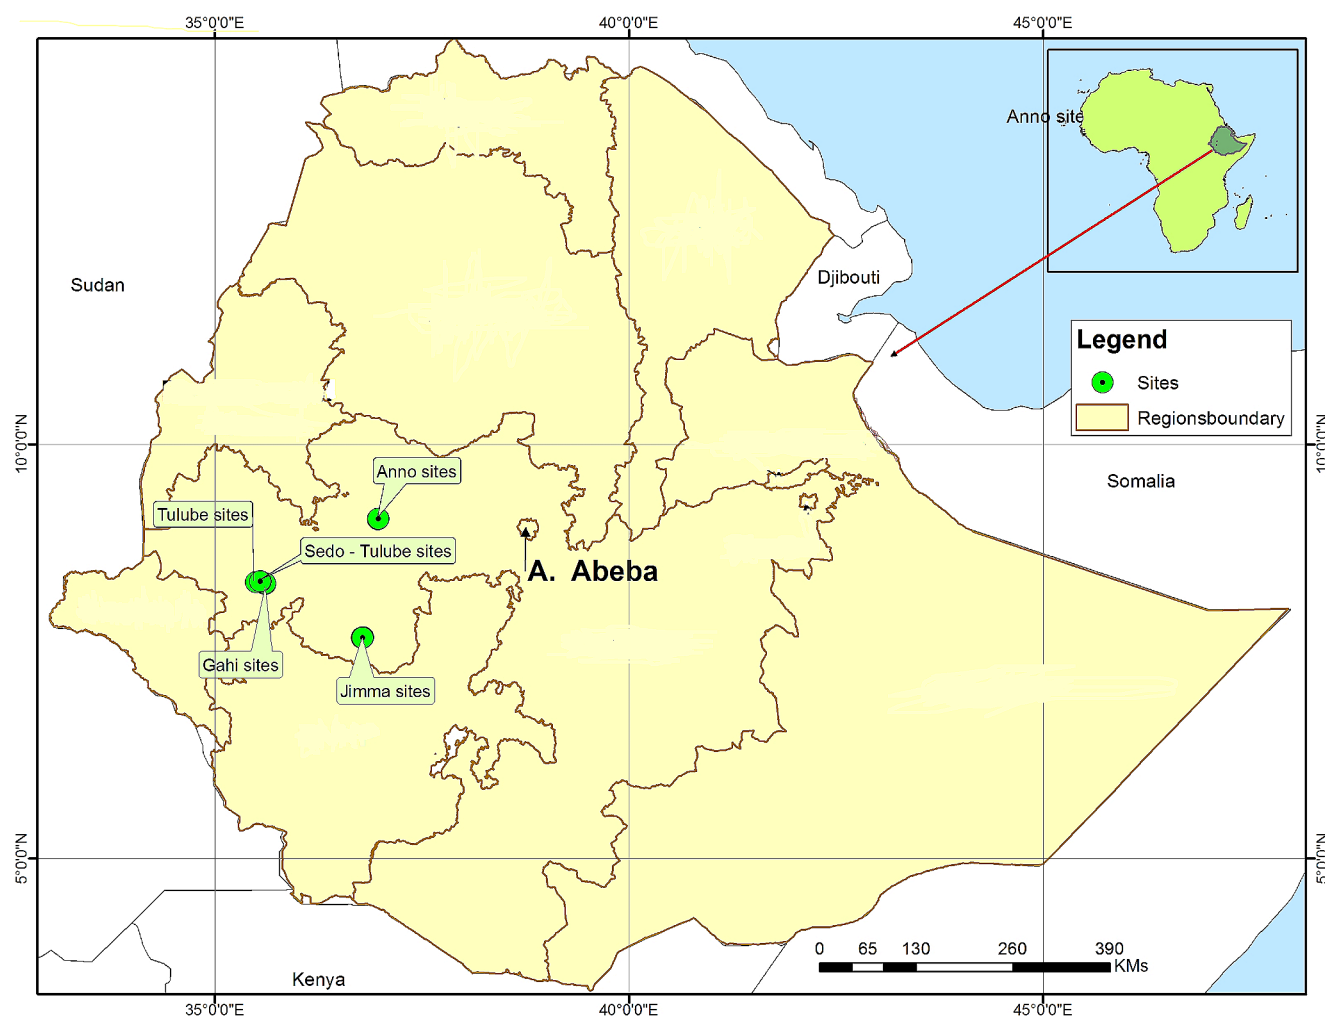 35°0'0"E 40°0'0"E 45°0'0"E
Anno site
Sudan
Djibouti
Legend
Sites
Regionsboundary
10°0'0"N 10°0'0"N
Anno sites
Somalia
Tulube sites
Sedo - Tulube sites
A. Abeba
Gahi sites
Jimma sites
5°0'0"N 5°0'0"N
0 65 130 260 390
KMs
Kenya
35°0'0"E 40°0'0"E 45°0'0"E